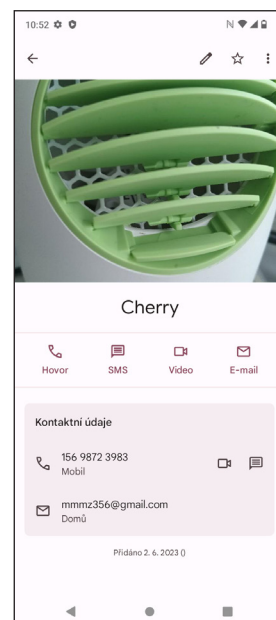 10:52
Cherry
Hovor
SMS
Video
E-mail
Kontaktní údaje
156 9872 3983
Mobil
mmmz356@gmail.com
Domů
Přidáno 2. 6. 2023 ()